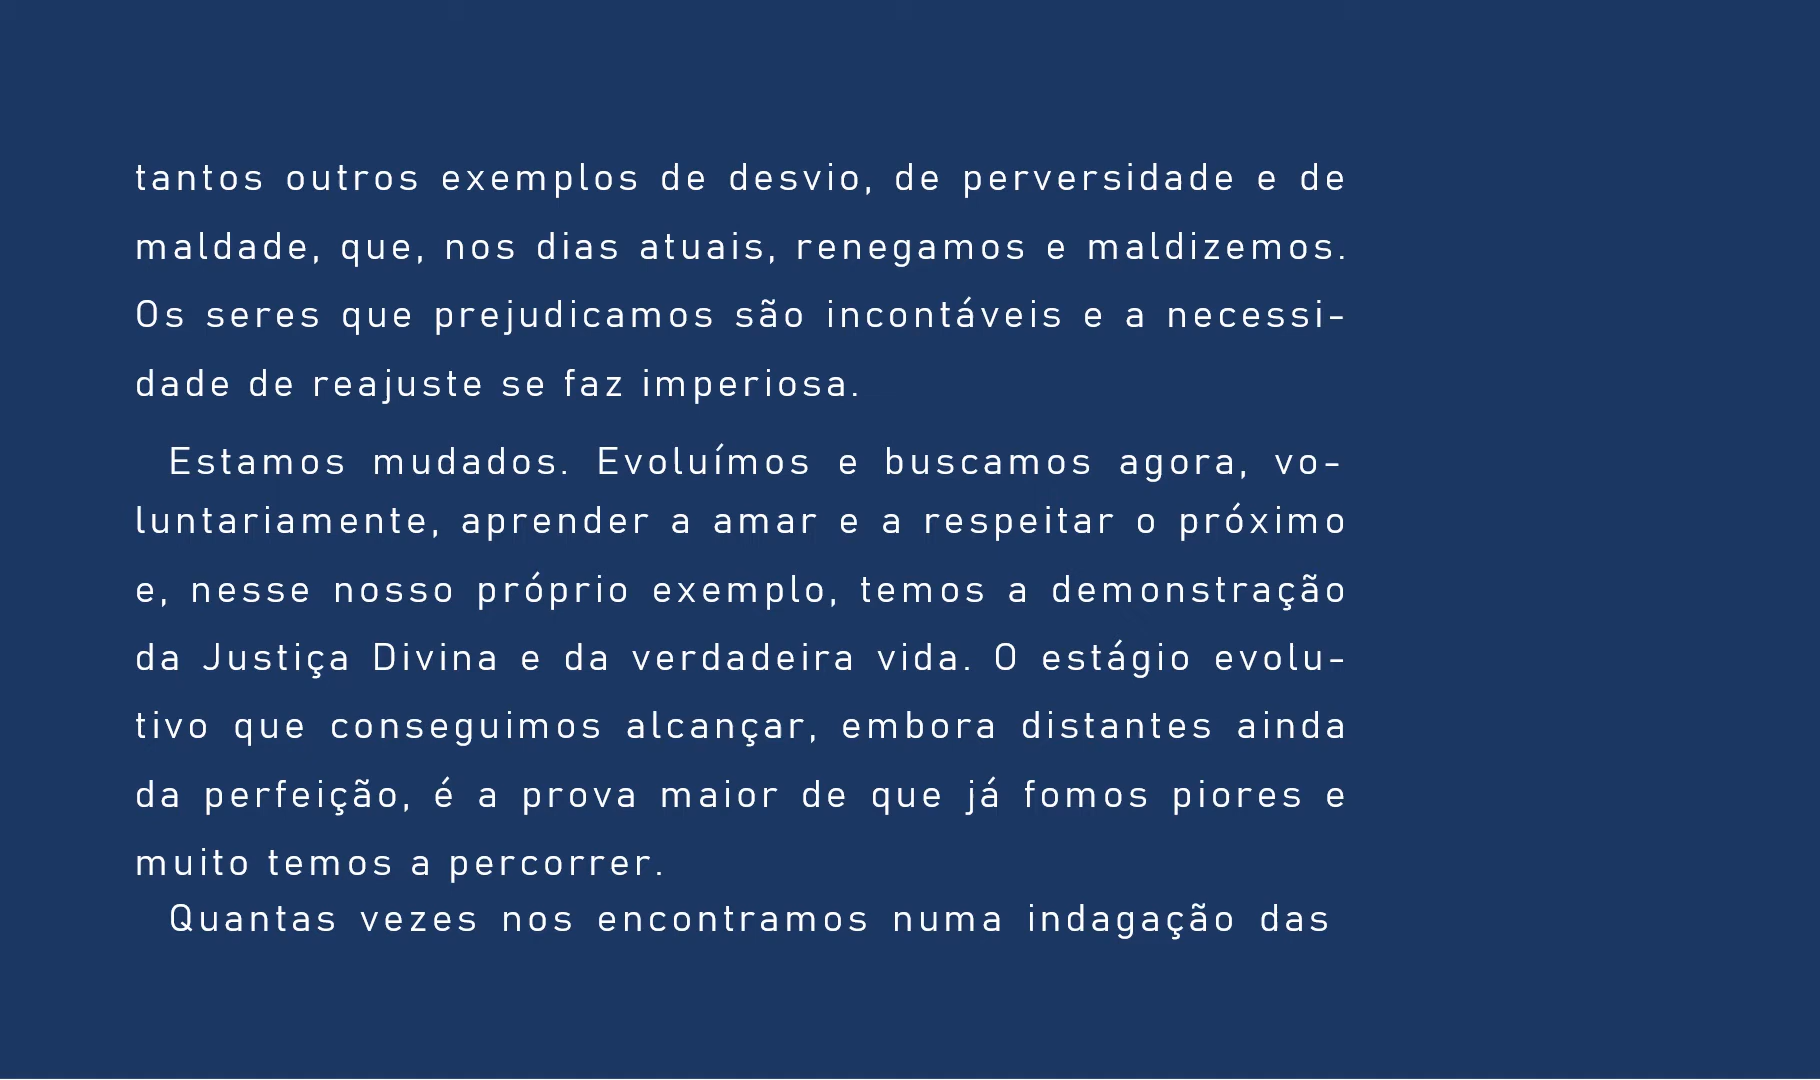 tantos outros exemplos de desvio, de perversidade e de
maldade, que, nos dias atuais, renegamos e maldizemos.
Os seres que prejudicamos são incontáveis e a necessi-
dade de reajuste se faz imperiosa.
Estamos mudados. Evoluímos e buscamos agora, vo-
luntariamente, aprender a amar e a respeitar o próximo
e, nesse nosso próprio exemplo, temos a demonstração
da Justiça Divina e da verdadeira vida. O estágio evolu-
tivo que conseguimos alcançar, embora distantes ainda
da perfeição, é a prova maior de que já fomos piores e
muito temos a percorrer.
Quantas vezes nos encontramos numa indagação das